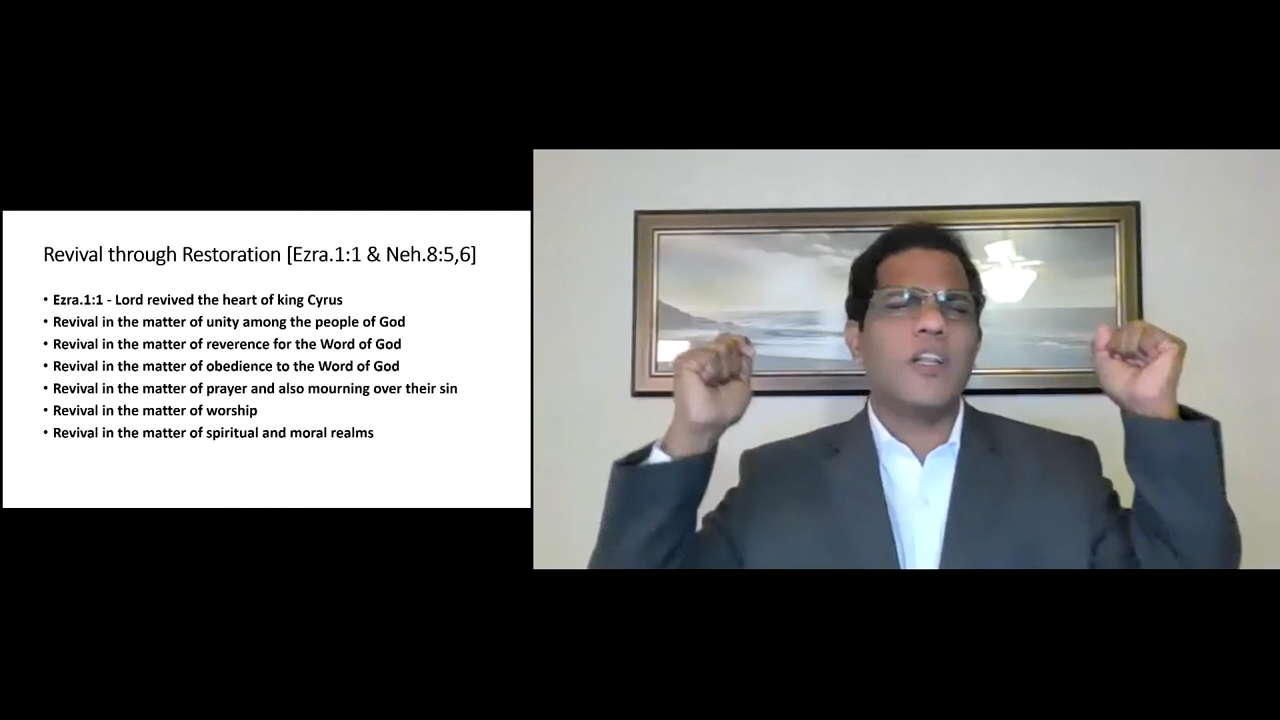 Revival through Restoration [Ezra.1:1 & Neh.8:5,6]
• Ezra.1:1 - Lord revived the heart of king Cyrus
• Revival in the matter of unity among the people of God
• Revival in the matter of reverence for the Word of God
• Revival in the matter of obedience to the Word of God
• Revival in the matter of prayer and also mourning over their sin
• Revival in the matter of worship
• Revival in the matter of spiritual and moral realms